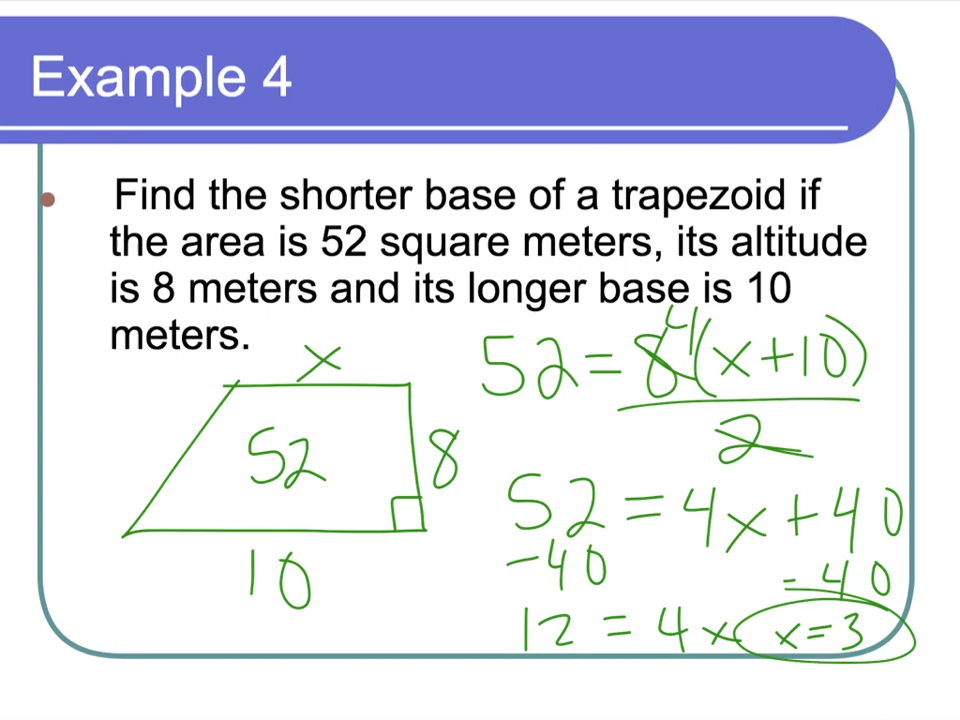 Example 4
• Find the shorter base of a trapezoid if
the area is 52 square meters, its altitude
is 8 meters and its longer base is 10
meters.
x
52
8
10
52 = 8 4 (x+10)
2
52 = 4x + 40
-40 = 40
12 = 4x x=3